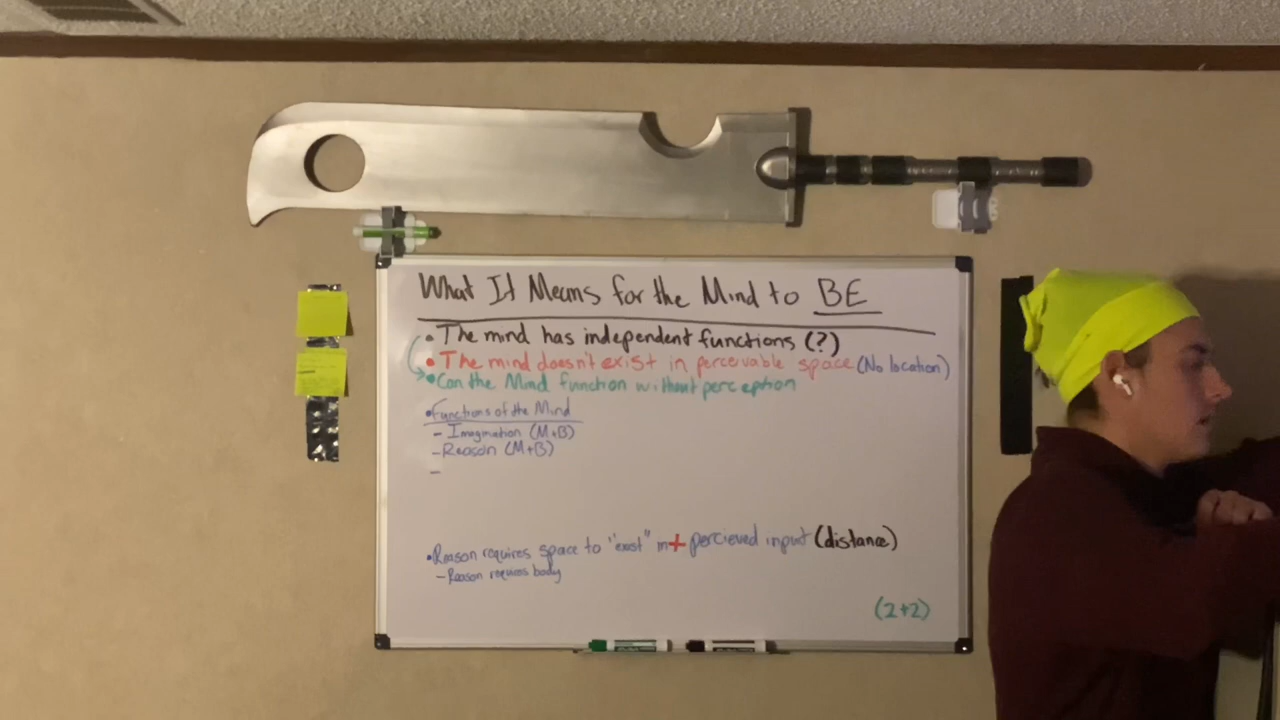 What It Means for the Mind to BE
• The mind has independent functions (?)
• The mind doesn't exist in perceivable space (No location)
• Can the Mind function without perception
• Functions of the Mind
- Imagination (M+B)
- Reason (M+B)
-
• Reason requires space to "exist" in + percieved input (distance)
- Reason requires body
(2+2)